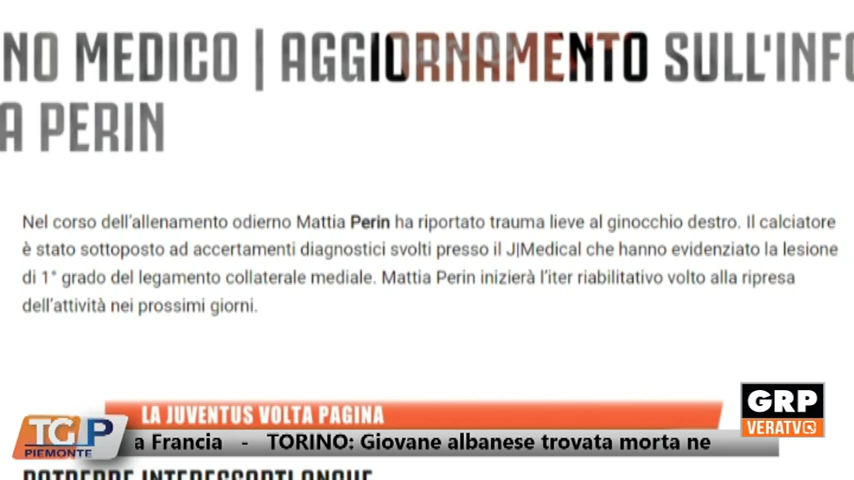 NO MEDICO | AGGIORNAMENTO SULL'INFO
A PERIN
Nel corso dell'allenamento odierno Mattia Perin ha riportato trauma lieve al ginocchio destro. Il calciatore
è stato sottoposto ad accertamenti diagnostici svolti presso il J|Medical che hanno evidenziato la lesione
di 1° grado del legamento collaterale mediale. Mattia Perin inizierà l'iter riabilitativo volto alla ripresa
dell'attività nei prossimi giorni.
LA JUVENTUS VOLTA PAGINA
a Francia - TORINO: Giovane albanese trovata morta ne
TGP
PIEMONTE
GRP
VERATV
POTREBBE INTERESSARTI ANCHE